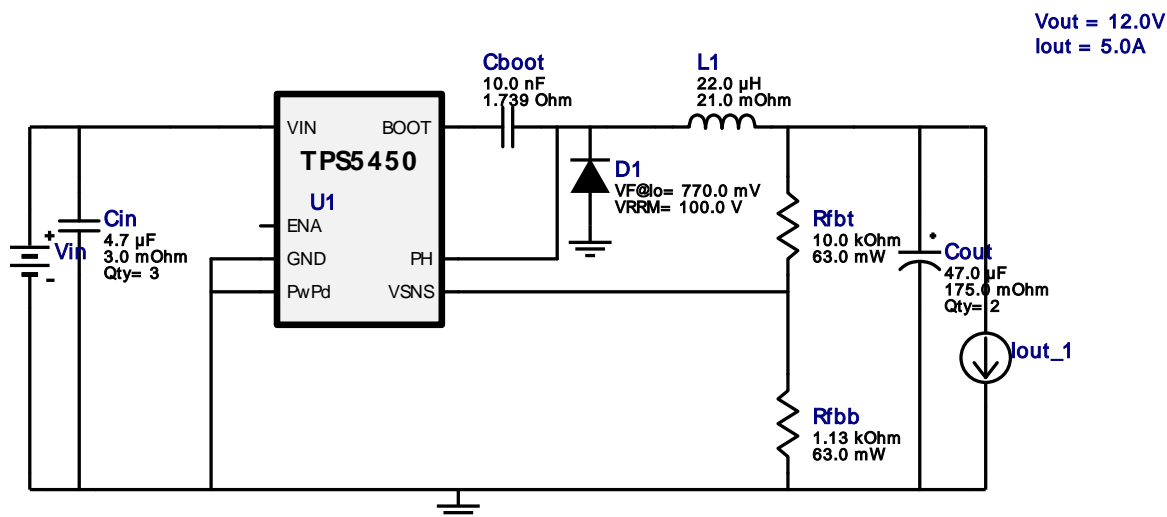 Vout = 12.0V
Iout = 5.0A
Cboot
10.0 nF
1.739 Ohm
L1
22.0 µH
21.0 mOhm
VIN
BOOT
TPS5450
U1
D1
VF@Io= 770.0 mV
VRRM= 100.0 V
Cin
4.7 µF
3.0 mOhm
Qty= 3
Vin
ENA
GND
PH
PwPd
VSNS
Rfbt
10.0 kOhm
63.0 mW
Cout
47.0 µF
175.0 mOhm
Qty= 2
Iout_1
Rfbb
1.13 kOhm
63.0 mW